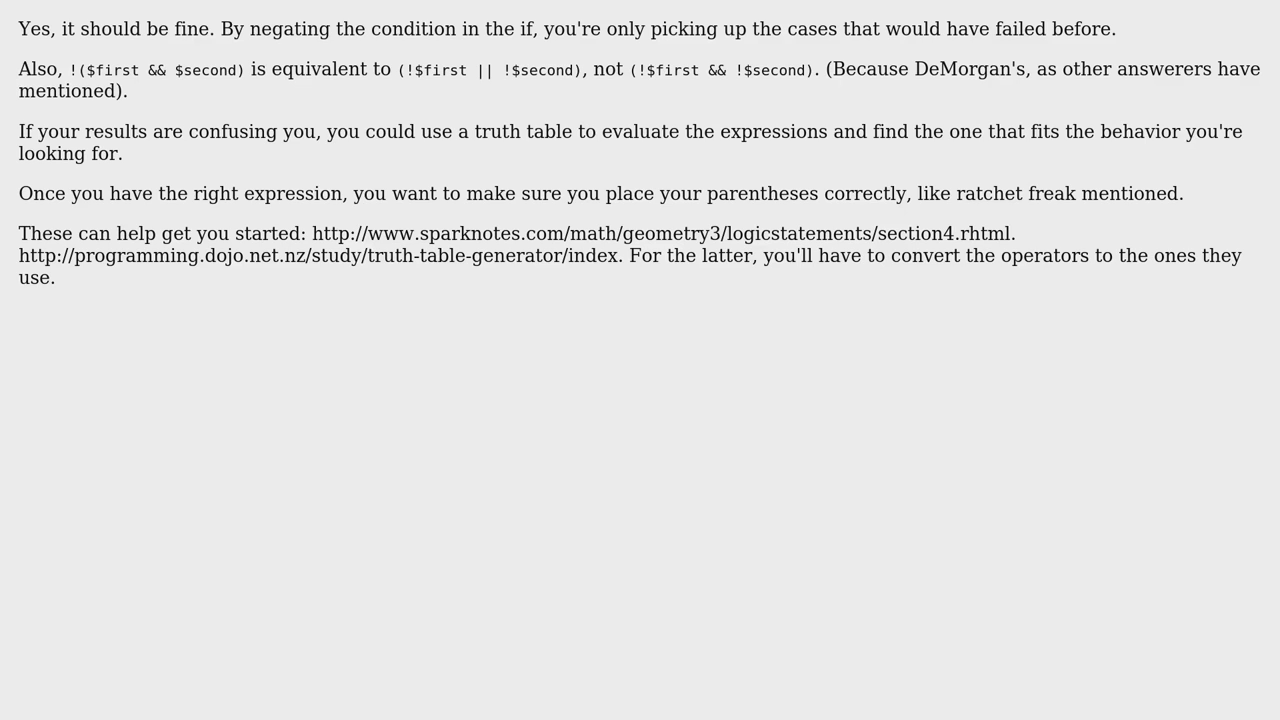 Yes, it should be fine. By negating the condition in the if, you're only picking up the cases that would have failed before.
Also, !($first && $second) is equivalent to (!$first || !$second), not (!$first && !$second). (Because DeMorgan's, as other answerers have
mentioned).
If your results are confusing you, you could use a truth table to evaluate the expressions and find the one that fits the behavior you're
looking for.
Once you have the right expression, you want to make sure you place your parentheses correctly, like ratchet freak mentioned.
These can help get you started: http://www.sparknotes.com/math/geometry3/logicstatements/section4.rhtml.
http://programming.dojo.net.nz/study/truth-table-generator/index. For the latter, you'll have to convert the operators to the ones they
use.